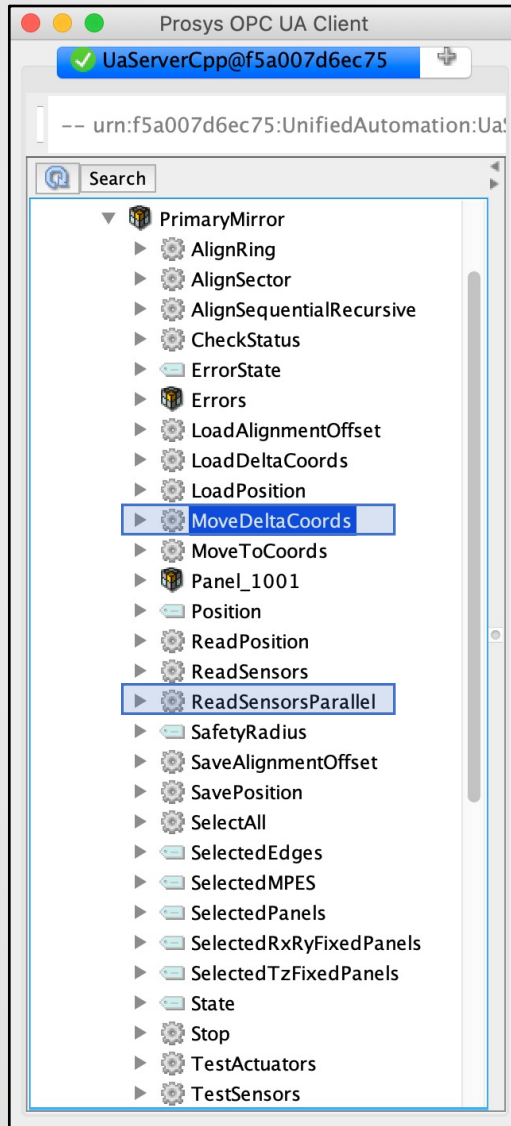 Prosys OPC UA Client
UaServerCpp@f5a007d6ec75
-- urn:f5a007d6ec75:UnifiedAutomation:UaS
Search
PrimaryMirror
AlignRing
AlignSector
AlignSequentialRecursive
CheckStatus
ErrorState
Errors
LoadAlignmentOffset
LoadDeltaCoords
LoadPosition
MoveDeltaCoords
MoveToCoords
Panel_1001
Position
ReadPosition
ReadSensors
ReadSensorsParallel
SafetyRadius
SaveAlignmentOffset
SavePosition
SelectAll
SelectedEdges
SelectedMPES
SelectedPanels
SelectedRxRyFixedPanels
SelectedTzFixedPanels
State
Stop
TestActuators
TestSensors